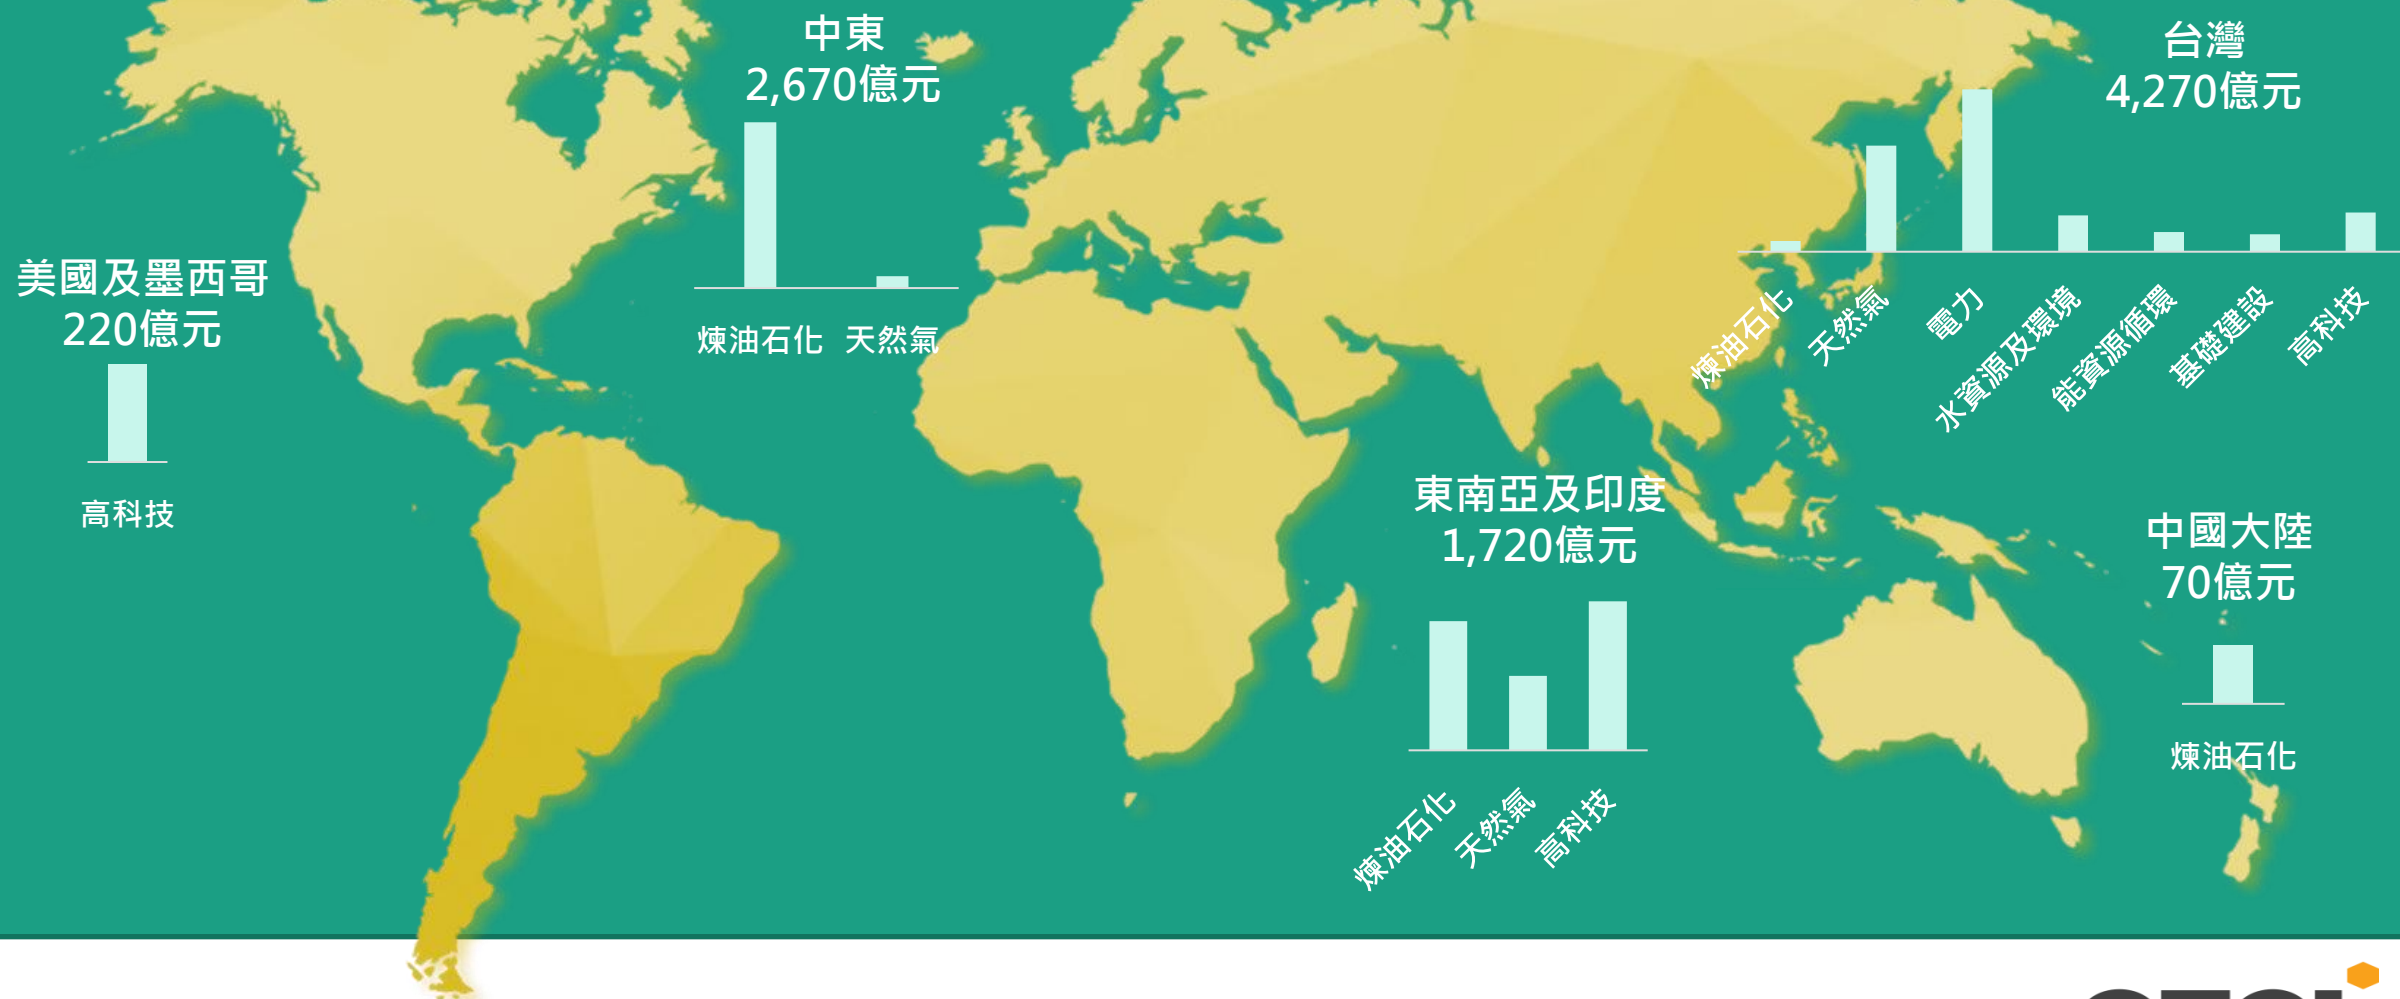 中東
2,670億元
煉油石化
天然氣
台灣
4,270億元
煉油石化
天然氣
電力
水資源及環境
能資源循環
基礎建設
高科技
美國及墨西哥
220億元
高科技
東南亞及印度
1,720億元
煉油石化
天然氣
高科技
中國大陸
70億元
煉油石化